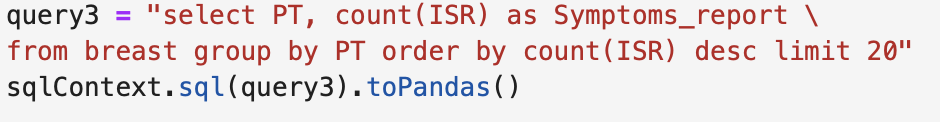 query3 = "select PT, count(ISR) as Symptoms_report \
from breast group by PT order by count(ISR) desc limit 20"
sqlContext.sql(query3).toPandas()